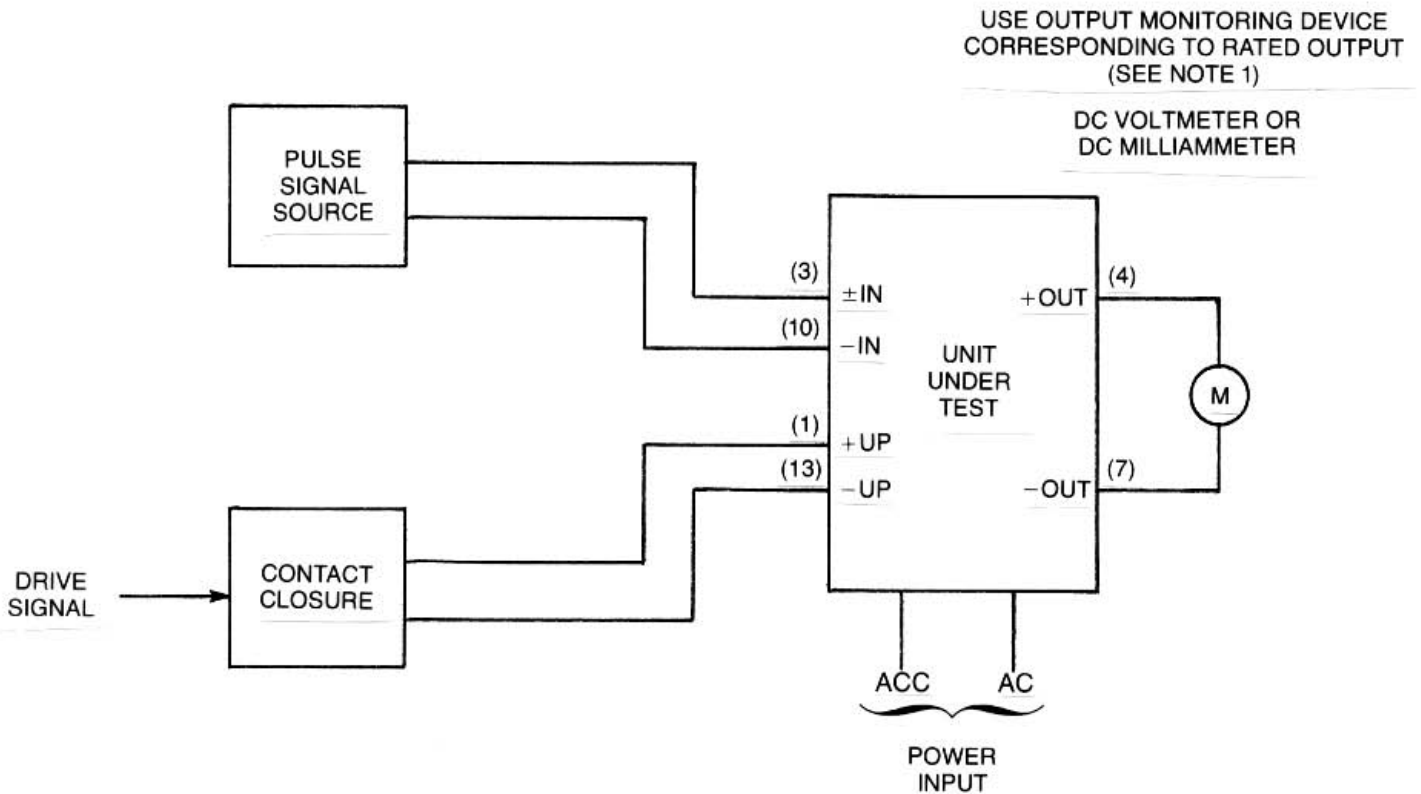 USE OUTPUT MONITORING DEVICE
CORRESPONDING TO RATED OUTPUT
(SEE NOTE 1)
DC VOLTMETER OR
DC MILLIAMMETER
PULSE
SIGNAL
SOURCE
(3)
±IN
(10)
−IN
(1)
+UP
(13)
−UP
UNIT
UNDER
TEST
+OUT
(4)
−OUT
(7)
M
DRIVE
SIGNAL
CONTACT
CLOSURE
ACC
AC
POWER
INPUT